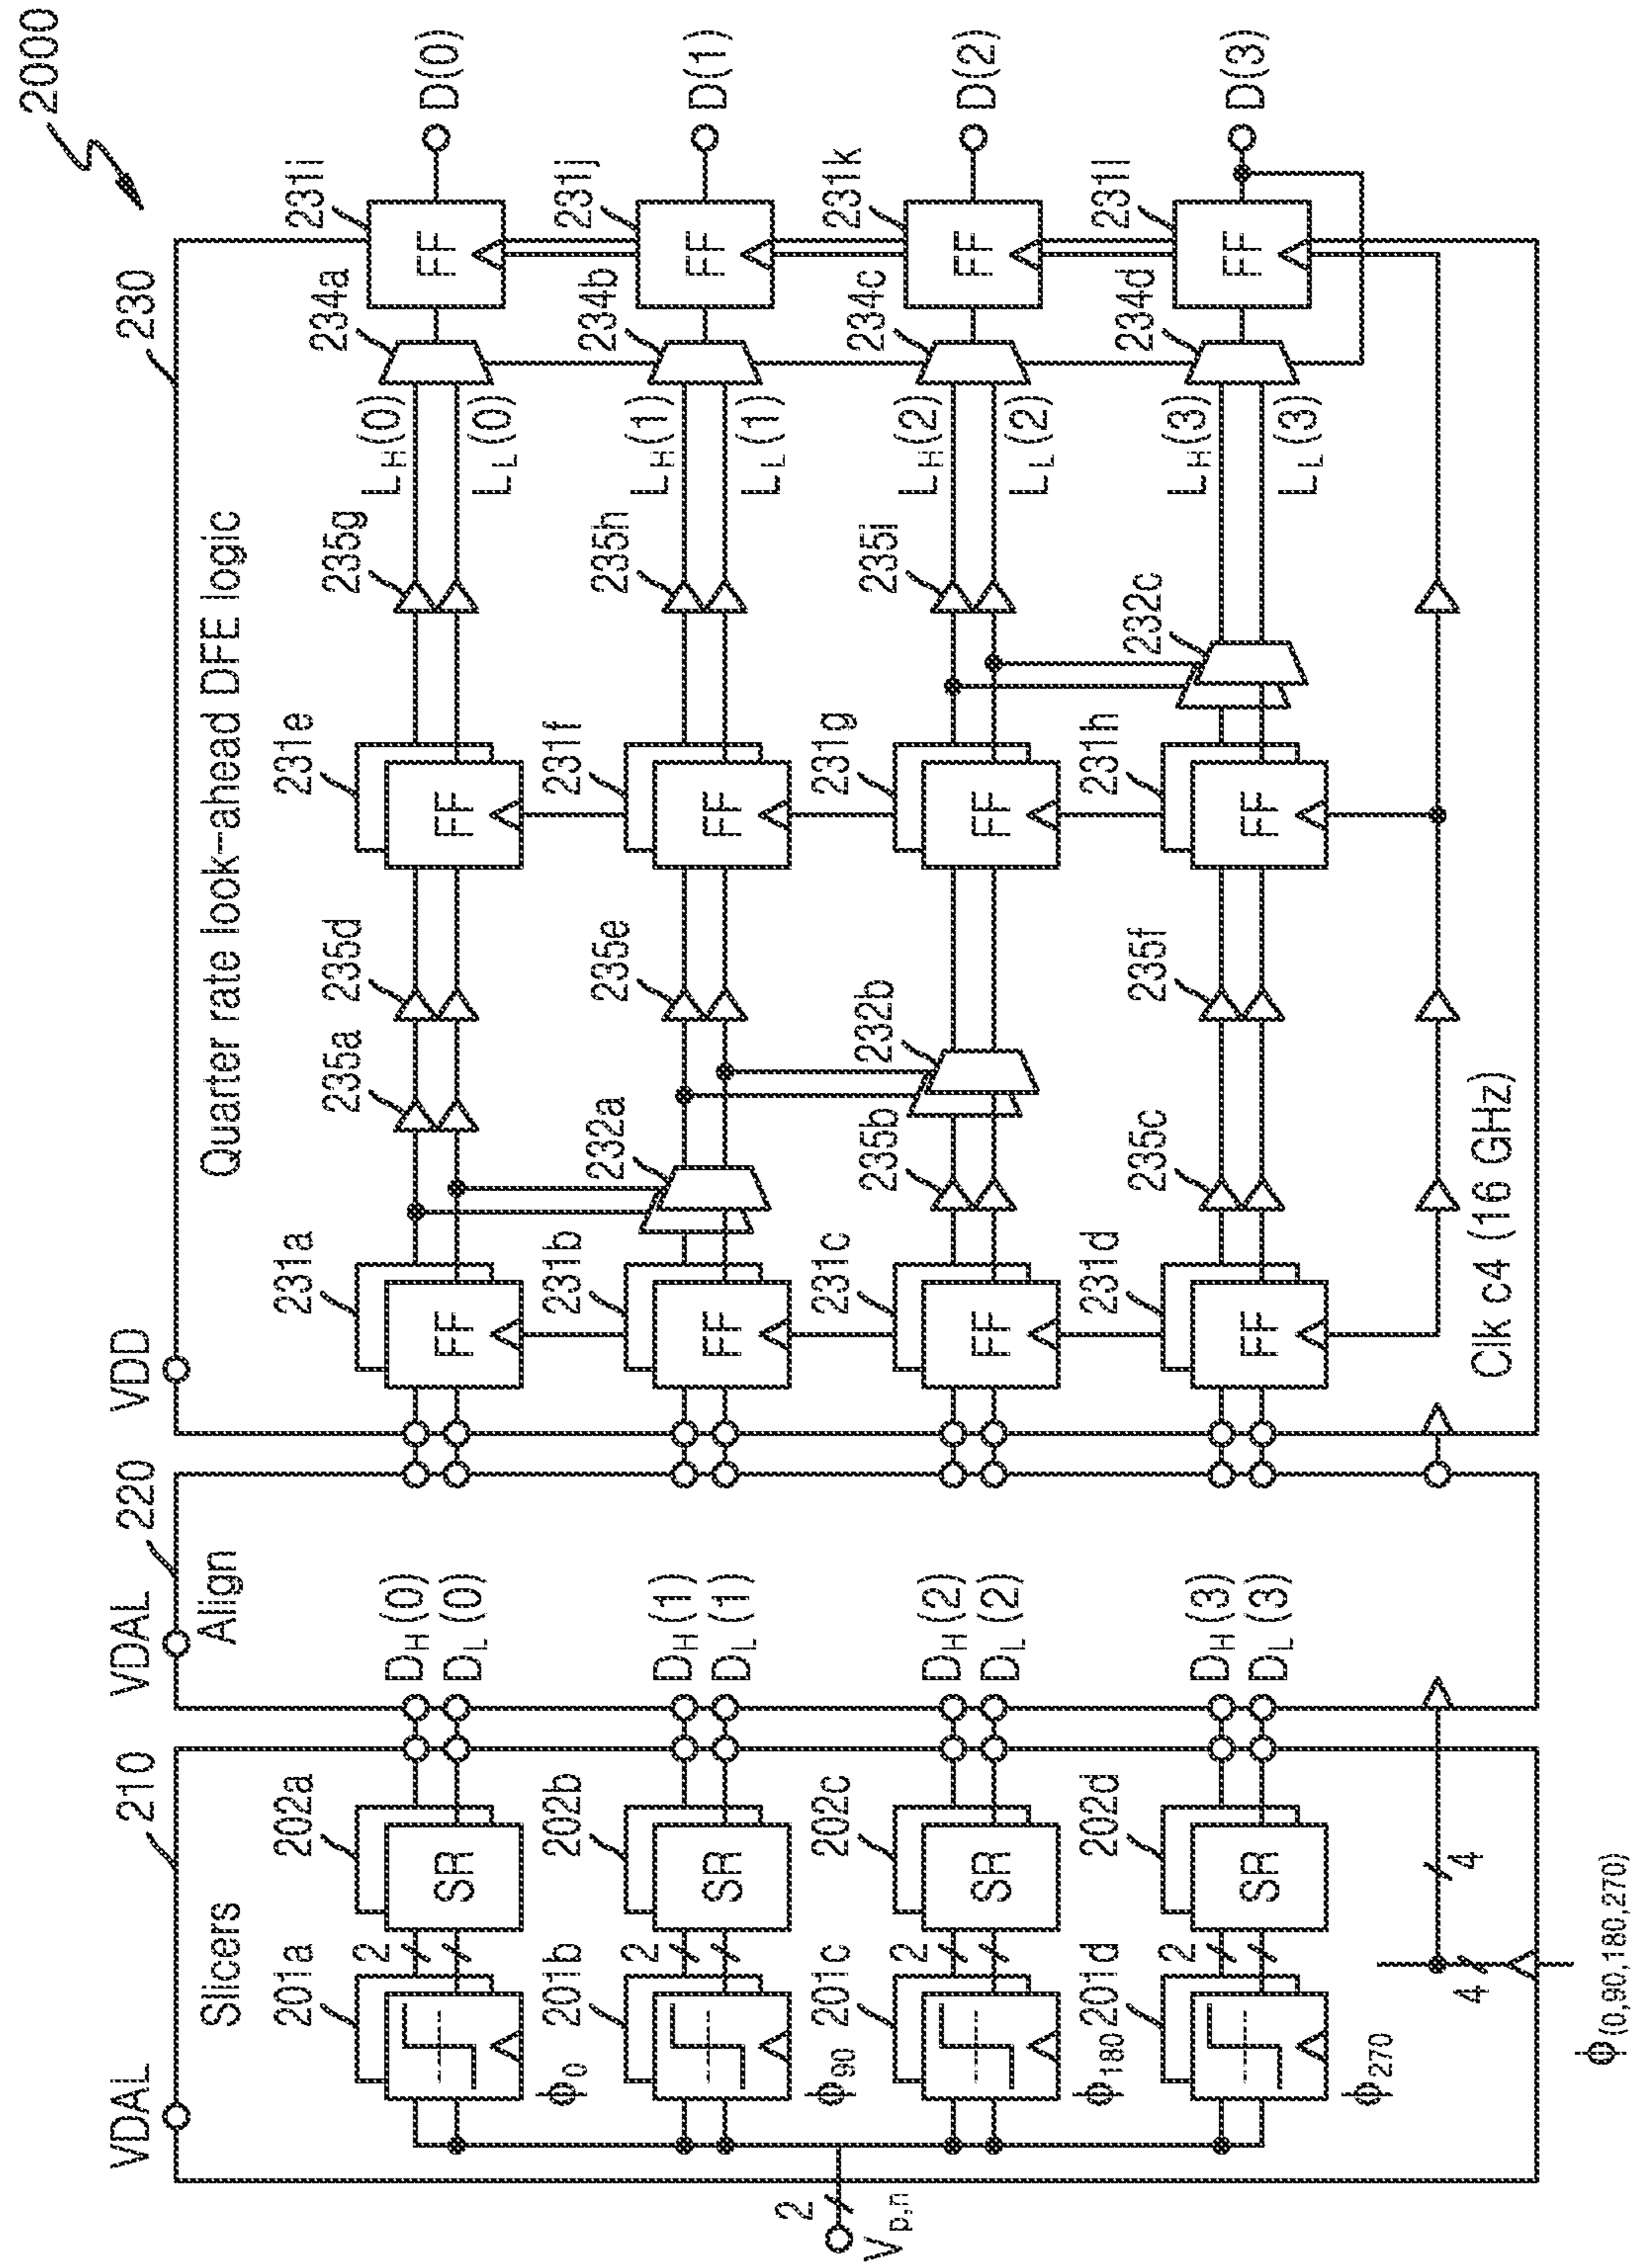 2000
VDAL
210
VDAL
220
VDD
230
Slicers
Align
Quarter rate look-ahead DFE logic
201a
2
202a
SR
Φ0
DH(0)
DL(0)
231a
FF
235a
235d
231e
FF
235g
LH(0)
LL(0)
234a
231i
FF
D(0)
201b
2
202b
SR
Φ90
DH(1)
DL(1)
231b
FF
232a
235e
231f
FF
235h
LH(1)
LL(1)
234b
231j
FF
D(1)
Vp,n
2
201c
2
202c
SR
Φ180
DH(2)
DL(2)
231c
FF
235b
232b
231g
FF
235i
LH(2)
LL(2)
234c
231k
FF
D(2)
201d
2
202d
SR
Φ270
DH(3)
DL(3)
231d
FF
235c
235f
231h
FF
232c
LH(3)
LL(3)
234d
231l
FF
D(3)
4
4
Clk c4 (16 GHz)
Φ(0,90,180,270)